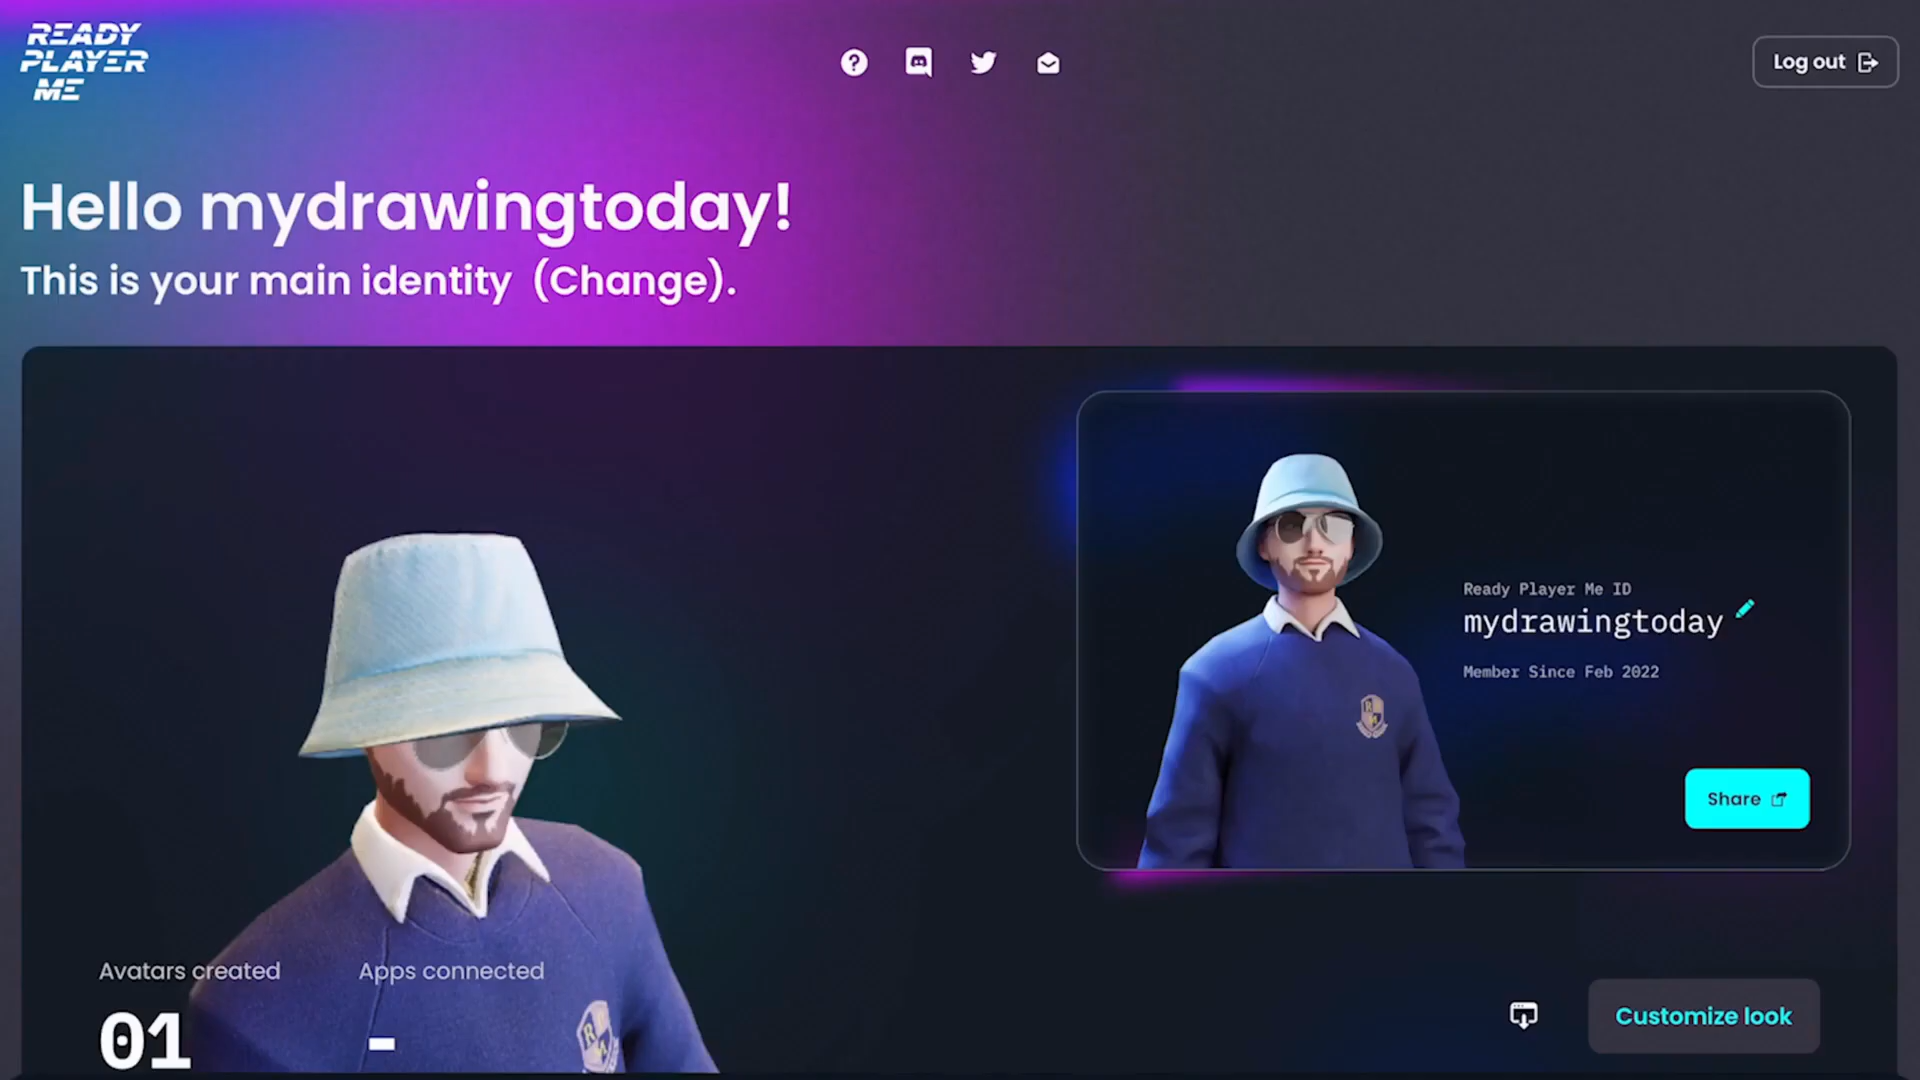 READY
PLAYER
ME
Log out
Hello mydrawingtoday!
This is your main identity (Change).
Ready Player Me ID
mydrawingtoday
Member Since Feb 2022
Share
Avatars created
Apps connected
01
-
Customize look